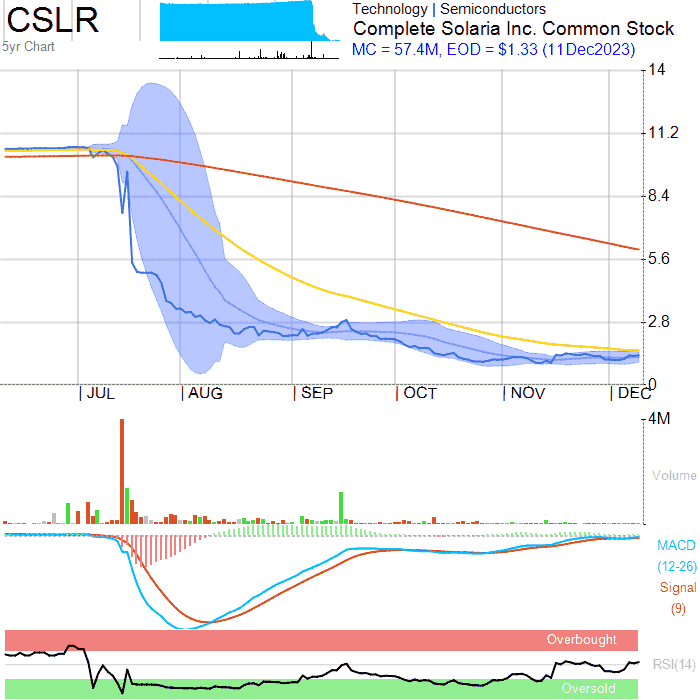 CSLR
5yr Chart
Technology | Semiconductors
Complete Solaria Inc. Common Stock
MC = 57.4M, EOD = $1.33 (11Dec2023)
14
11.2
8.4
5.6
2.8
0
JUL AUG SEP OCT NOV DEC
4M
Volume
MACD
(12-26)
Signal
(9)
Overbought
RSI(14)
Oversold